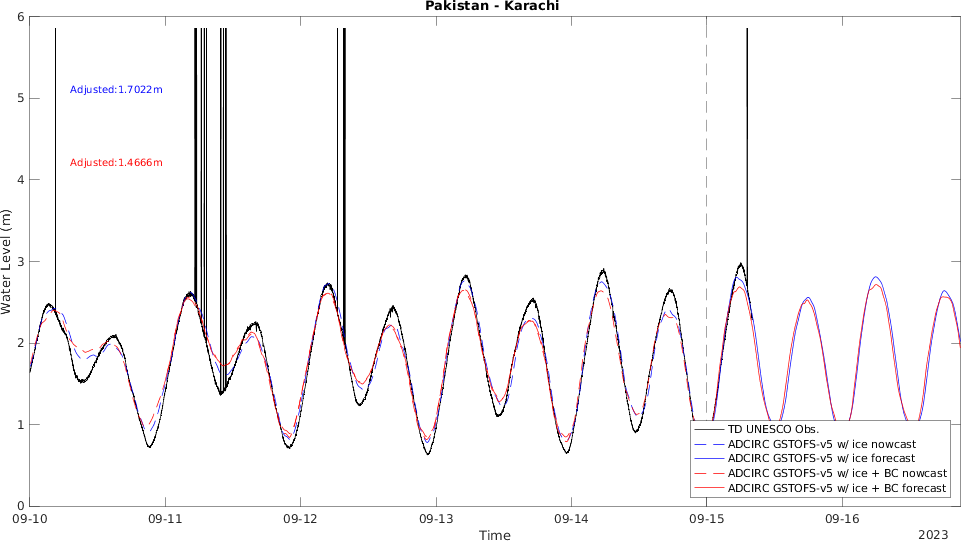 Pakistan - Karachi
6
5
4
3
2
1
0
Water Level (m)
Adjusted:1.7022m
Adjusted:1.4666m
TD UNESCO Obs.
ADCIRC GSTOFS-v5 w/ ice nowcast
ADCIRC GSTOFS-v5 w/ ice forecast
ADCIRC GSTOFS-v5 w/ ice + BC nowcast
ADCIRC GSTOFS-v5 w/ ice + BC forecast
09-10 09-11 09-12 09-13 09-14 09-15 09-16
Time
2023